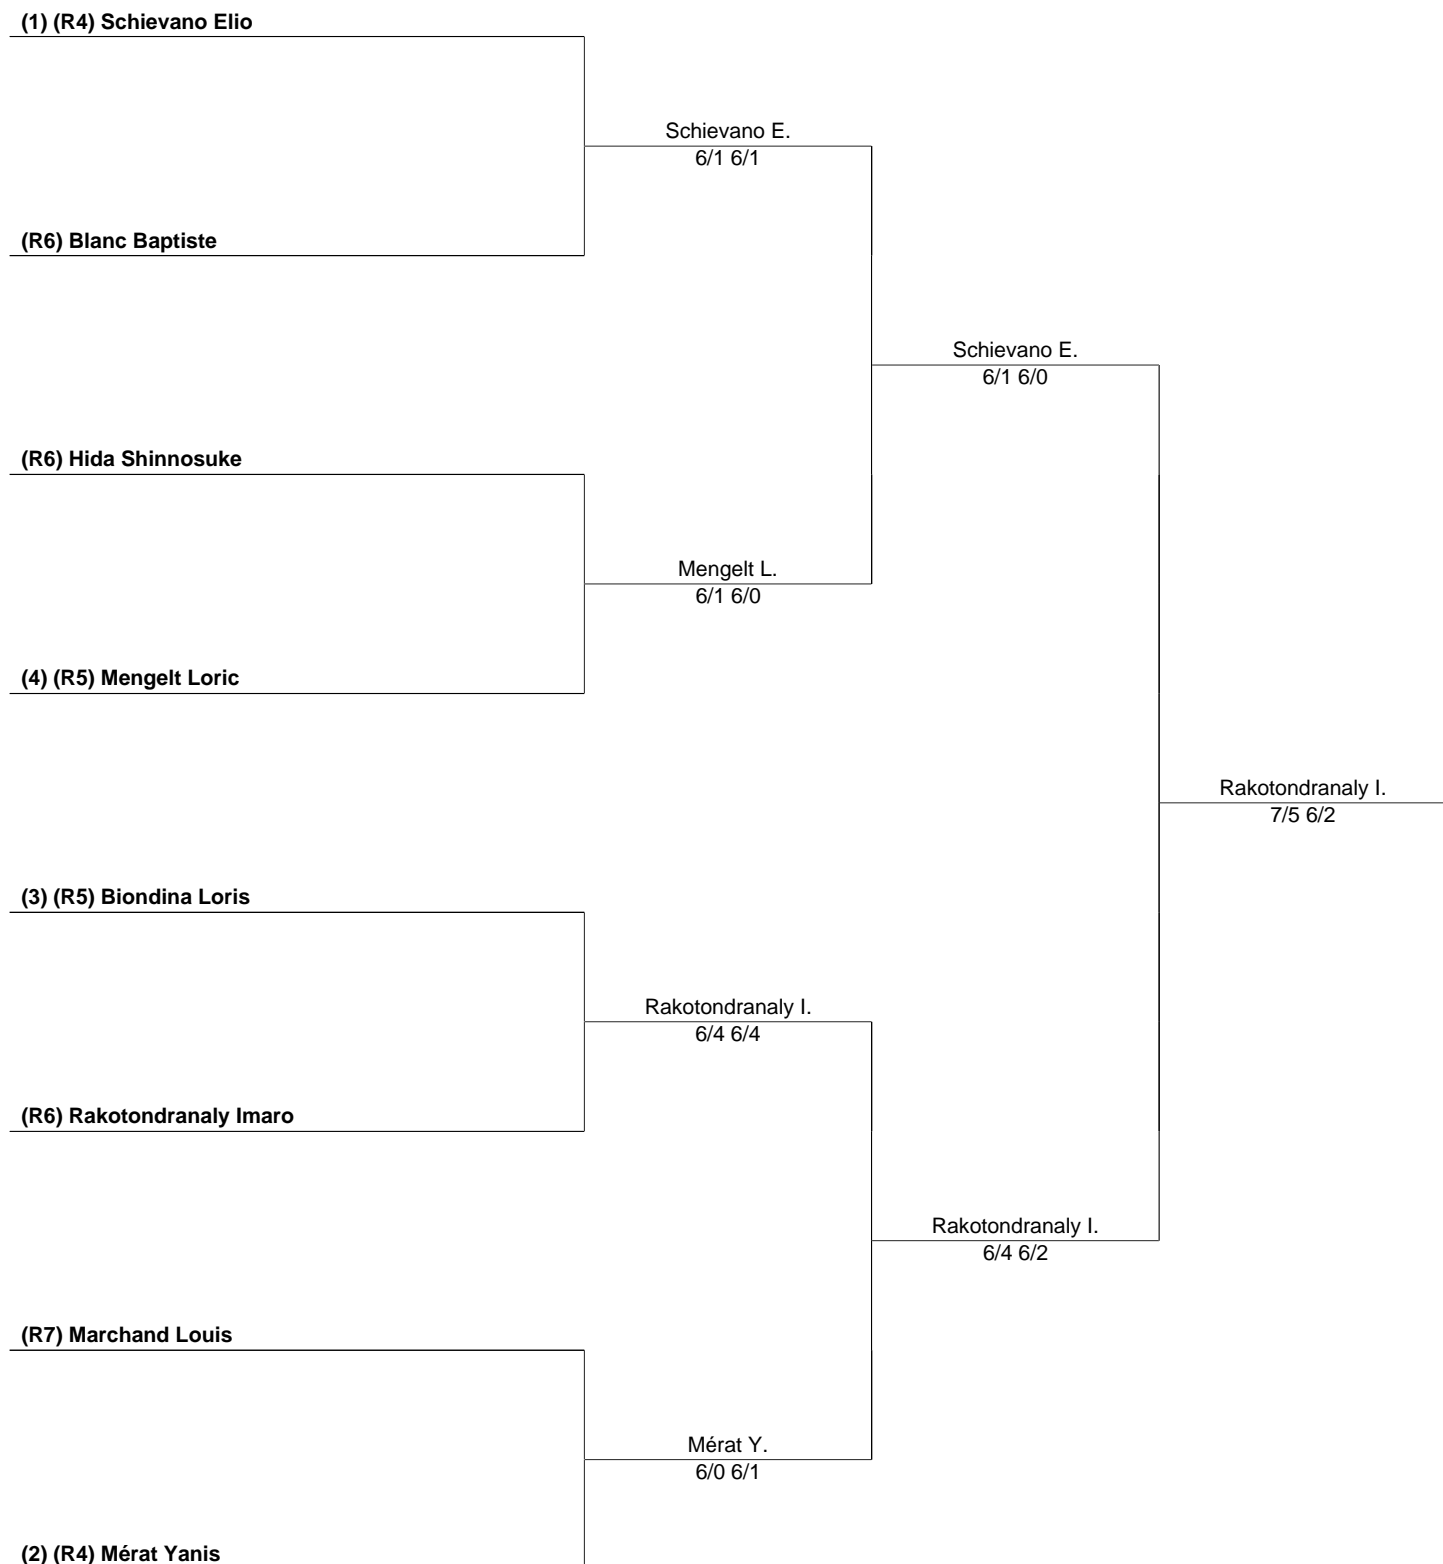 (1) (R4) Schievano Elio
Schievano E.
6/1 6/1
(R6) Blanc Baptiste
Schievano E.
6/1 6/0
(R6) Hida Shinnosuke
Mengelt L.
6/1 6/0
(4) (R5) Mengelt Loric
Rakotondranaly I.
7/5 6/2
(3) (R5) Biondina Loris
Rakotondranaly I.
6/4 6/4
(R6) Rakotondranaly Imaro
Rakotondranaly I.
6/4 6/2
(R7) Marchand Louis
Mérat Y.
6/0 6/1
(2) (R4) Mérat Yanis